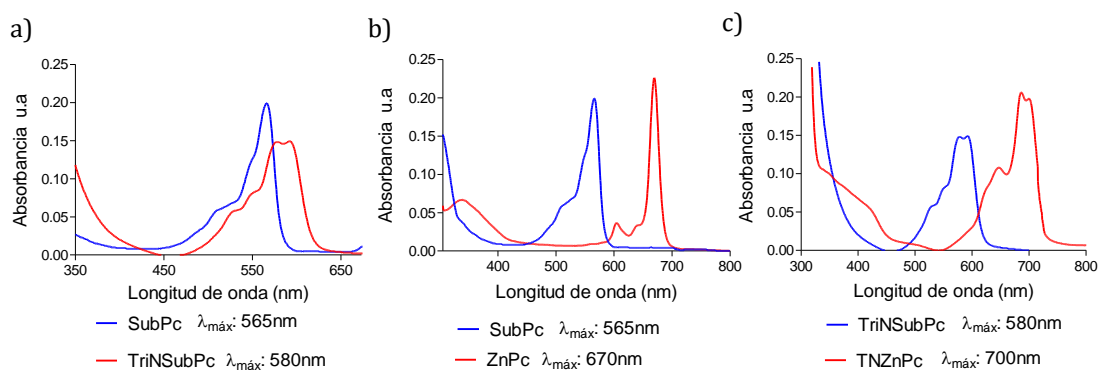 a)
Absorbancia u.a
0.25
0.20
0.15
0.10
0.05
0.00
350
450
550
650
Longitud de onda (nm)
SubPc λmáx: 565nm
TriNSubPc λmáx: 580nm
b)
Absorbancia u.a
0.25
0.20
0.15
0.10
0.05
0.00
400
500
600
700
800
Longitud de onda (nm)
SubPc λmáx: 565nm
ZnPc λmáx: 670nm
c)
Absorbancia u.a
0.25
0.20
0.15
0.10
0.05
0.00
300
400
500
600
700
800
Longitud de onda (nm)
TriNSubPc λmáx: 580nm
TNZnPc λmáx: 700nm